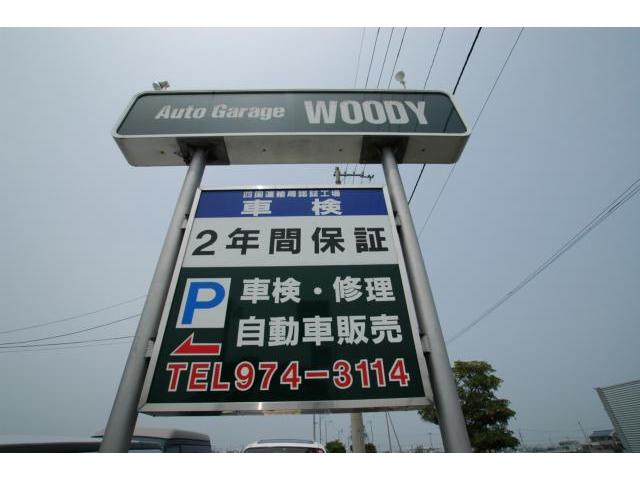 Auto Garage WOODY
四国運輸局認証工場
車検
2年間保証
P 車検・修理
自動車販売
TEL974-3114